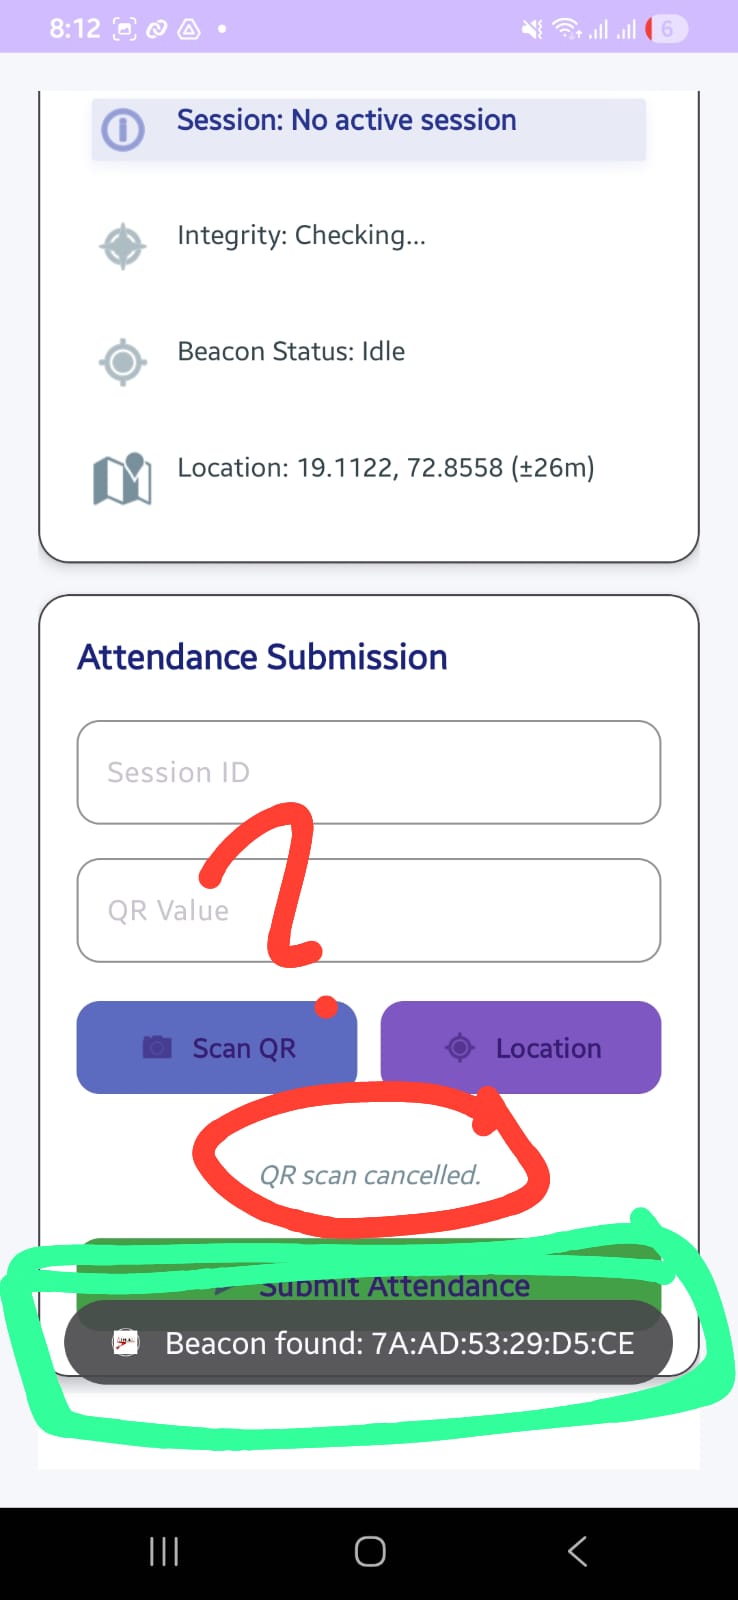 8:12
6
Session: No active session
Integrity: Checking...
Beacon Status: Idle
Location: 19.1122, 72.8558 (±26m)
Attendance Submission
Session ID
?
QR Value
Scan QR
Location
QR scan cancelled.
Submit Attendance
Beacon found: 7A:AD:53:29:D5:CE